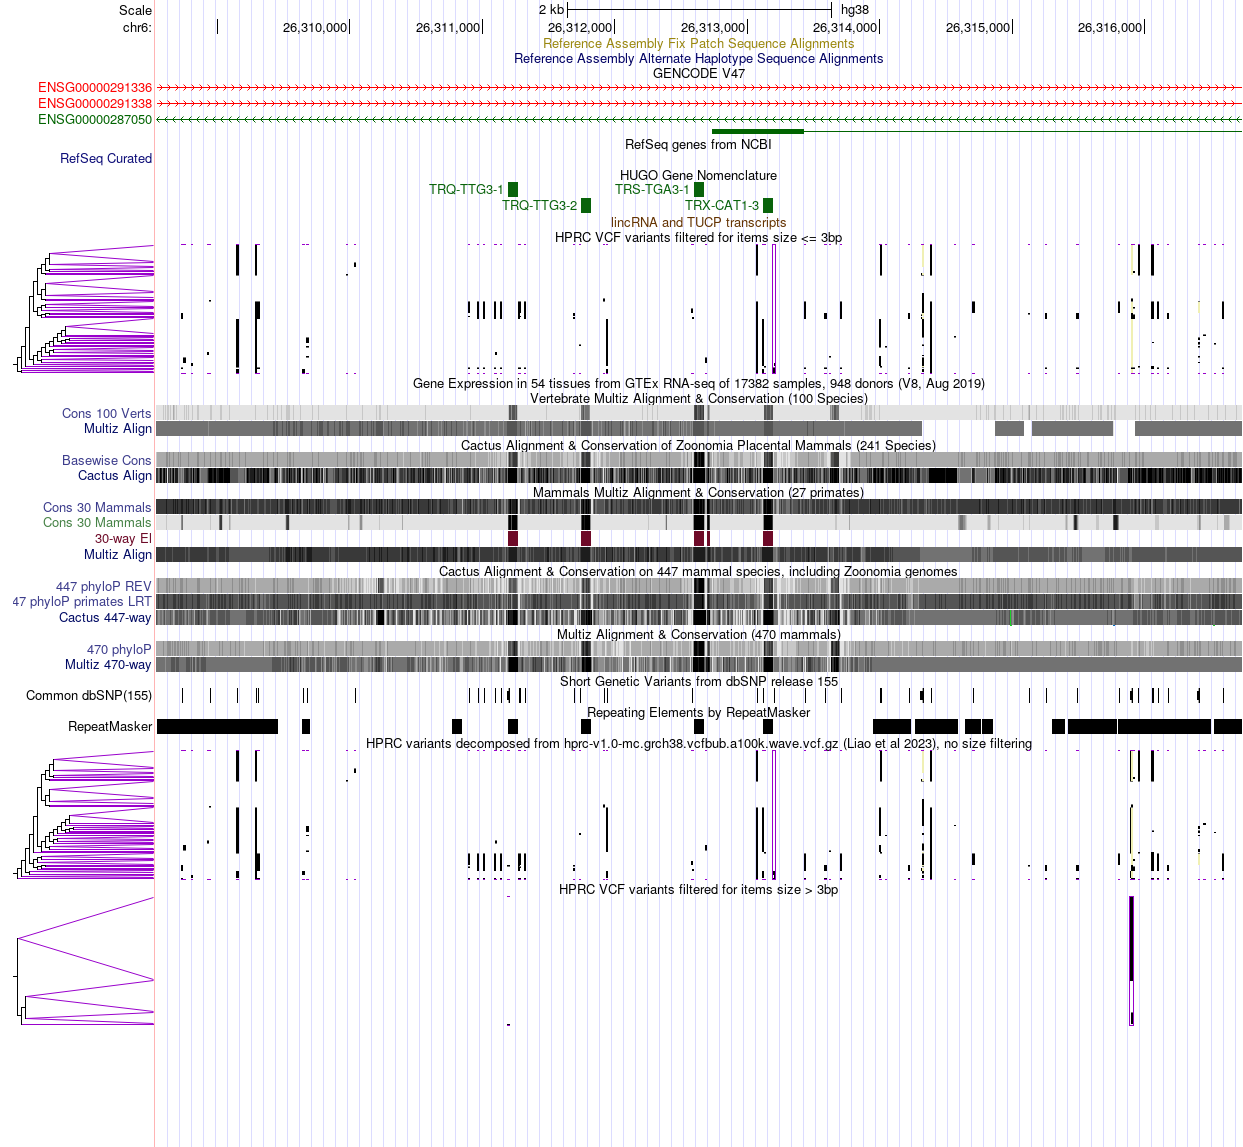 Scale 2 kb hg38
chr6: 26,310,000 26,311,000 26,312,000 26,313,000 26,314,000 26,315,000 26,316,000
Reference Assembly Fix Patch Sequence Alignments
Reference Assembly Alternate Haplotype Sequence Alignments
GENCODE V47
ENSG00000291336
ENSG00000291338
ENSG00000287050
RefSeq genes from NCBI
RefSeq Curated
HUGO Gene Nomenclature
TRQ-TTG3-1 TRS-TGA3-1
TRQ-TTG3-2 TRX-CAT1-3
lincRNA and TUCP transcripts
HPRC VCF variants filtered for items size <= 3bp
Gene Expression in 54 tissues from GTEx RNA-seq of 17382 samples, 948 donors (V8, Aug 2019)
Vertebrate Multiz Alignment & Conservation (100 Species)
Cons 100 Verts
Multiz Align
Cactus Alignment & Conservation of Zoonomia Placental Mammals (241 Species)
Basewise Cons
Cactus Align
Mammals Multiz Alignment & Conservation (27 primates)
Cons 30 Mammals
Cons 30 Mammals
30-way El
Multiz Align
Cactus Alignment & Conservation on 447 mammal species, including Zoonomia genomes
447 phyloP REV
47 phyloP primates LRT
Cactus 447-way
Multiz Alignment & Conservation (470 mammals)
470 phyloP
Multiz 470-way
Short Genetic Variants from dbSNP release 155
Common dbSNP(155)
Repeating Elements by RepeatMasker
RepeatMasker
HPRC variants decomposed from hprc-v1.0-mc.grch38.vcfbub.a100k.wave.vcf.gz (Liao et al 2023), no size filtering
HPRC VCF variants filtered for items size > 3bp